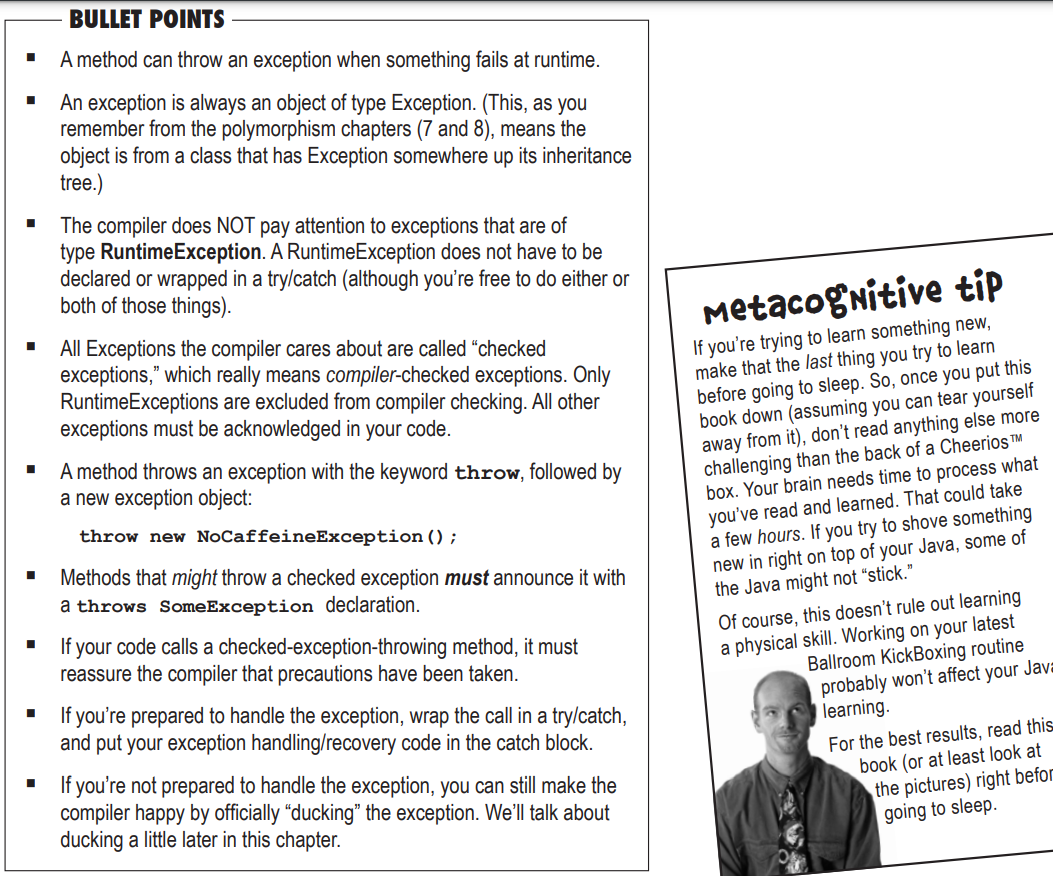 BULLET POINTS
▪ A method can throw an exception when something fails at runtime.
▪ An exception is always an object of type Exception. (This, as you
remember from the polymorphism chapters (7 and 8), means the
object is from a class that has Exception somewhere up its inheritance
tree.)
▪ The compiler does NOT pay attention to exceptions that are of
type RuntimeException. A RuntimeException does not have to be
declared or wrapped in a try/catch (although you’re free to do either or
both of those things).
▪ All Exceptions the compiler cares about are called “checked
exceptions,” which really means compiler-checked exceptions. Only
RuntimeExceptions are excluded from compiler checking. All other
exceptions must be acknowledged in your code.
▪ A method throws an exception with the keyword throw, followed by
a new exception object:
throw new NoCaffeineException();
▪ Methods that might throw a checked exception must announce it with
a throws SomeException declaration.
▪ If your code calls a checked-exception-throwing method, it must
reassure the compiler that precautions have been taken.
▪ If you’re prepared to handle the exception, wrap the call in a try/catch,
and put your exception handling/recovery code in the catch block.
▪ If you’re not prepared to handle the exception, you can still make the
compiler happy by officially “ducking” the exception. We’ll talk about
ducking a little later in this chapter.
metacognitive tip
If you’re trying to learn something new,
make that the last thing you try to learn
before going to sleep. So, once you put this
book down (assuming you can tear yourself
away from it), don’t read anything else more
challenging than the back of a Cheerios™
box. Your brain needs time to process what
you’ve read and learned. That could take
a few hours. If you try to shove something
new in right on top of your Java, some of
the Java might not “stick.”
Of course, this doesn’t rule out learning
a physical skill. Working on your latest
Ballroom KickBoxing routine
probably won’t affect your Java
learning.
For the best results, read this
book (or at least look at
the pictures) right befor
going to sleep.